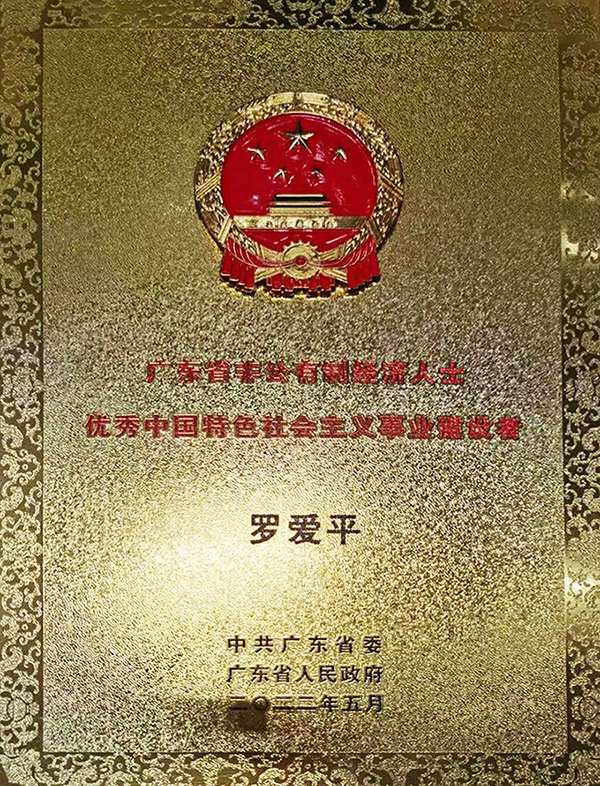 广东省非公有制经济人士
优秀中国特色社会主义事业建设者
罗爱平
中共广东省委
广东省人民政府
二〇二二年五月